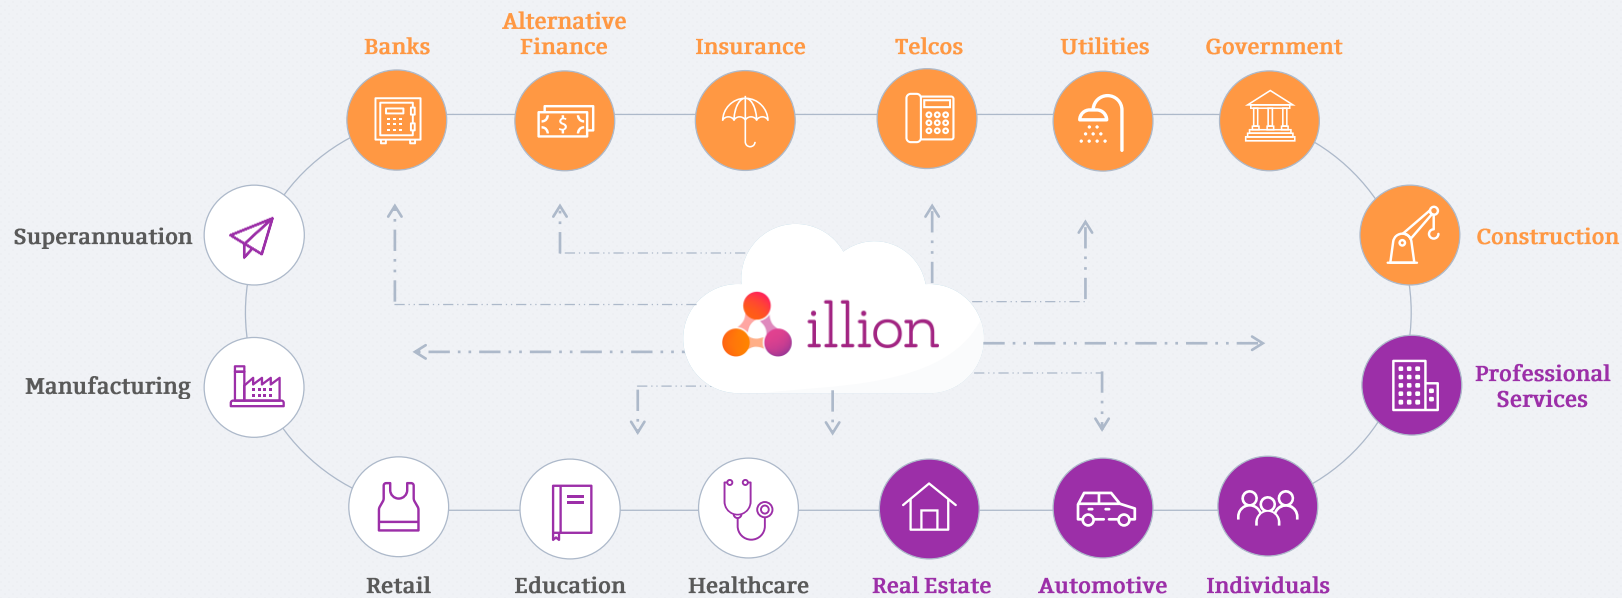 Alternative
Banks
Finance
Insurance
Telcos
Utilities
Government
$
Superannuation
Construction
illion
Manufacturing
Professional
Services
Retail
Education
Healthcare
Real Estate
Automotive
Individuals